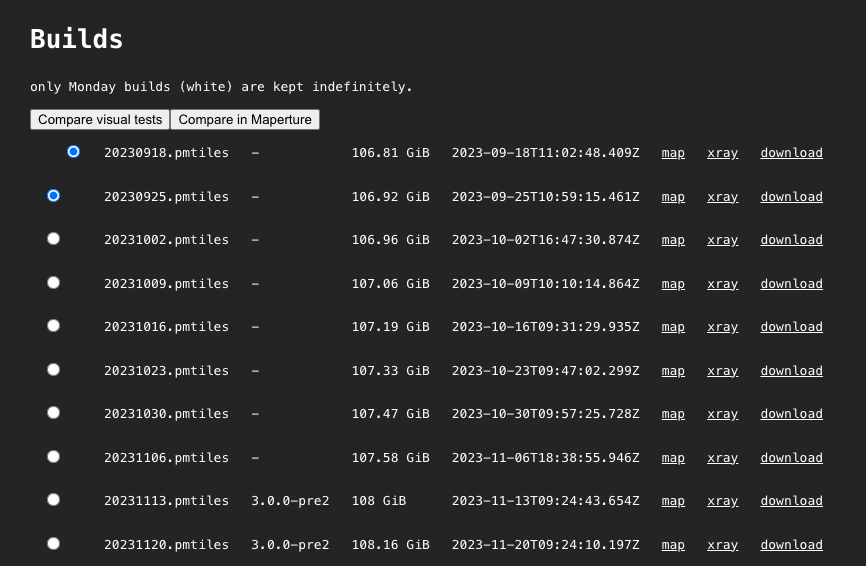 Builds
only Monday builds (white) are kept indefinitely.
Compare visual tests Compare in Maperture
20230918.pmtiles – 106.81 GiB 2023-09-18T11:02:48.409Z map xray download
20230925.pmtiles – 106.92 GiB 2023-09-25T10:59:15.461Z map xray download
20231002.pmtiles – 106.96 GiB 2023-10-02T16:47:30.874Z map xray download
20231009.pmtiles – 107.06 GiB 2023-10-09T10:10:14.864Z map xray download
20231016.pmtiles – 107.19 GiB 2023-10-16T09:31:29.935Z map xray download
20231023.pmtiles – 107.33 GiB 2023-10-23T09:47:02.299Z map xray download
20231030.pmtiles – 107.47 GiB 2023-10-30T09:57:25.728Z map xray download
20231106.pmtiles – 107.58 GiB 2023-11-06T18:38:55.946Z map xray download
20231113.pmtiles 3.0.0-pre2 108 GiB 2023-11-13T09:24:43.654Z map xray download
20231120.pmtiles 3.0.0-pre2 108.16 GiB 2023-11-20T09:24:10.197Z map xray download